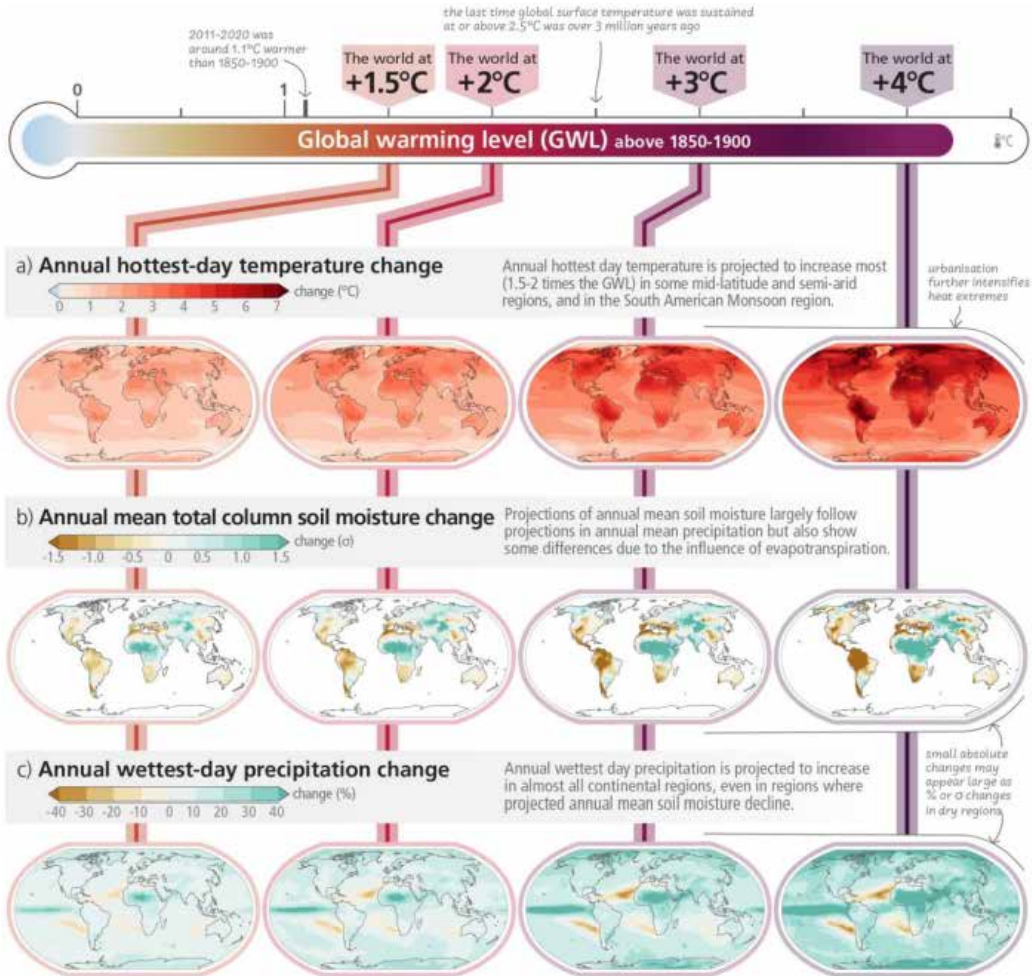 the last time global surface temperature was sustained
at or above 2.5°C was over 3 million years ago
2011-2020 was
around 1.1°C warmer
than 1850-1900
The world at
+1.5°C
The world at
+2°C
The world at
+3°C
The world at
+4°C
0
1
Global warming level (GWL) above 1850-1900
°C
a) Annual hottest-day temperature change
change (°C)
0 1 2 3 4 5 6 7
Annual hottest day temperature is projected to increase most
(1.5-2 times the GWL) in some mid-latitude and semi-arid
regions, and in the South American Monsoon region.
urbanisation
further intensifies
heat extremes
b) Annual mean total column soil moisture change
change (σ)
-1.5 -1.0 -0.5 0 0.5 1.0 1.5
Projections of annual mean soil moisture largely follow
projections in annual mean precipitation but also show
some differences due to the influence of evapotranspiration.
c) Annual wettest-day precipitation change
change (%)
-40 -30 -20 -10 0 10 20 30 40
Annual wettest day precipitation is projected to increase
in almost all continental regions, even in regions where
projected annual mean soil moisture decline.
small absolute
changes may
appear large as
% or σ changes
in dry regions